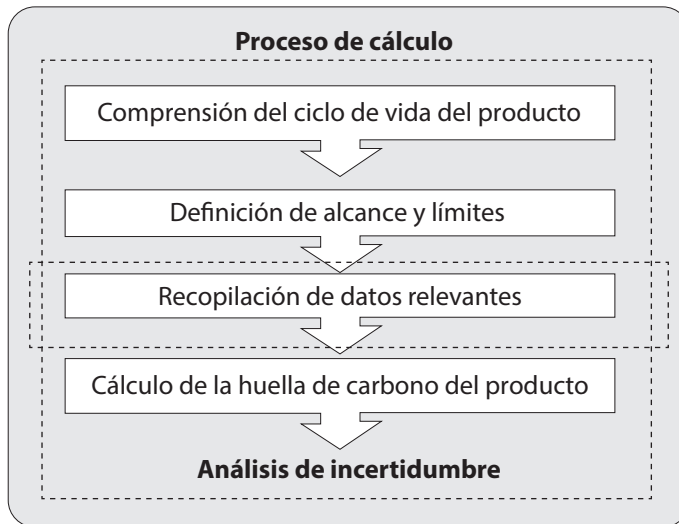 Proceso de cálculo
Comprensión del ciclo de vida del producto
Definición de alcance y límites
Recopilación de datos relevantes
Cálculo de la huella de carbono del producto
Análisis de incertidumbre